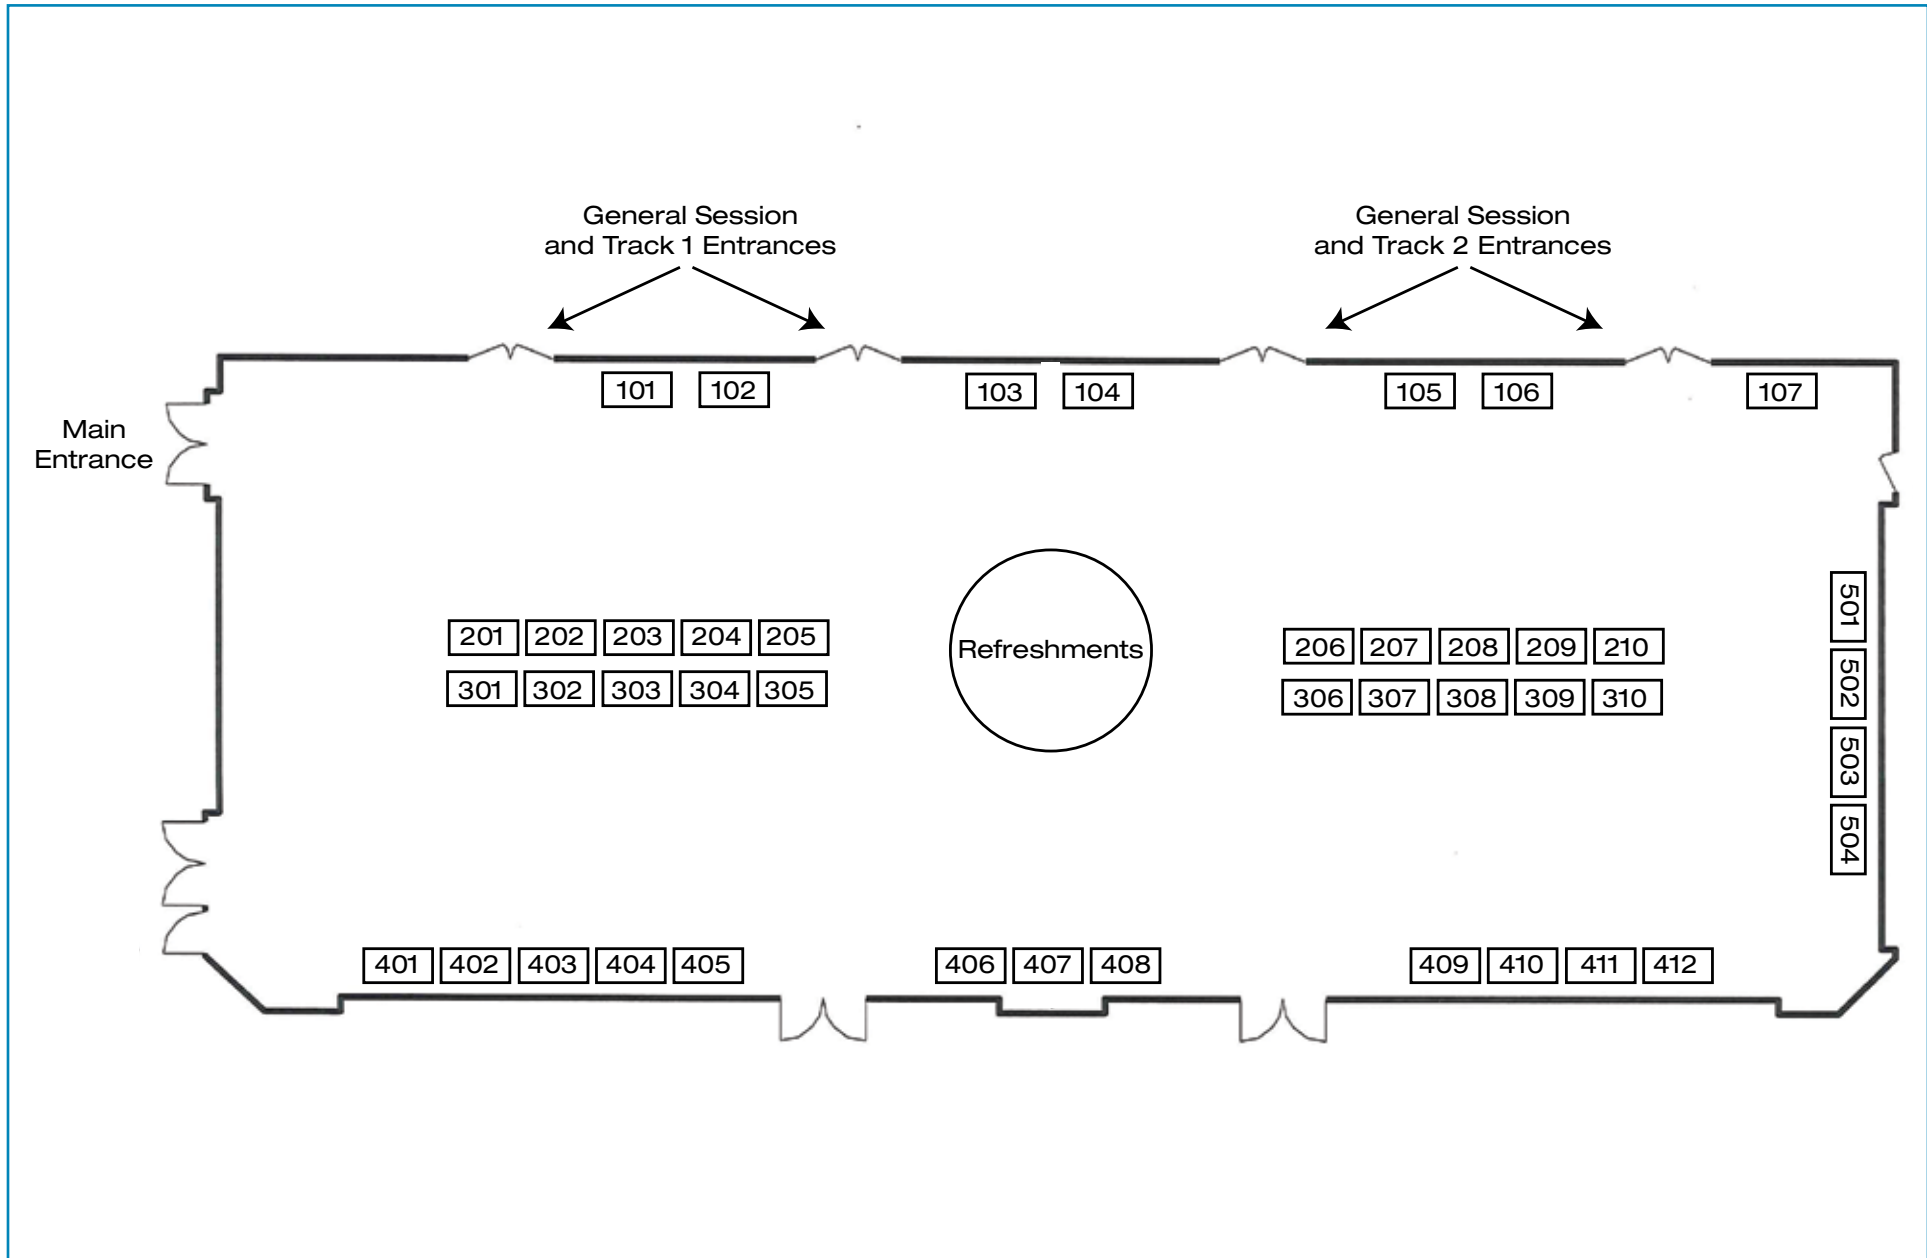 General Session
and Track 1 Entrances
General Session
and Track 2 Entrances
101 102 103 104 105 106 107
Main
Entrance
201 202 203 204 205
301 302 303 304 305
Refreshments
206 207 208 209 210
306 307 308 309 310
501
502
503
504
401 402 403 404 405 406 407 408 409 410 411 412